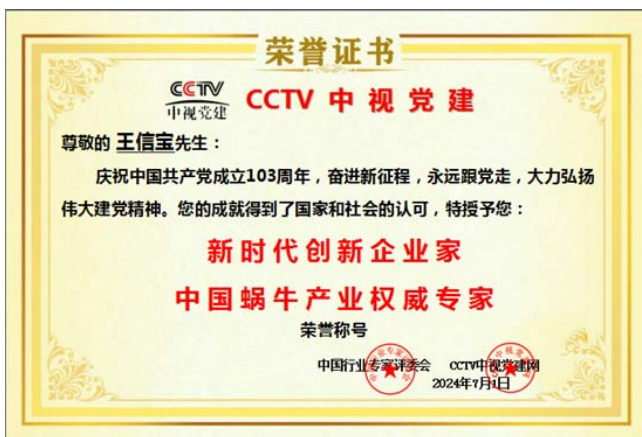 荣誉证书
CCTV
中视党建
CCTV 中 视 党 建
尊敬的 王信宝先生：
庆祝中国共产党成立103周年，奋进新征程，永远跟党走，大力弘扬
伟大建党精神。您的成就得到了国家和社会的认可，特授予您：
新时代创新企业家
中国蜗牛产业权威专家
荣誉称号
中国行业专家评委会 CCTV中视党建网
2024年7月1日